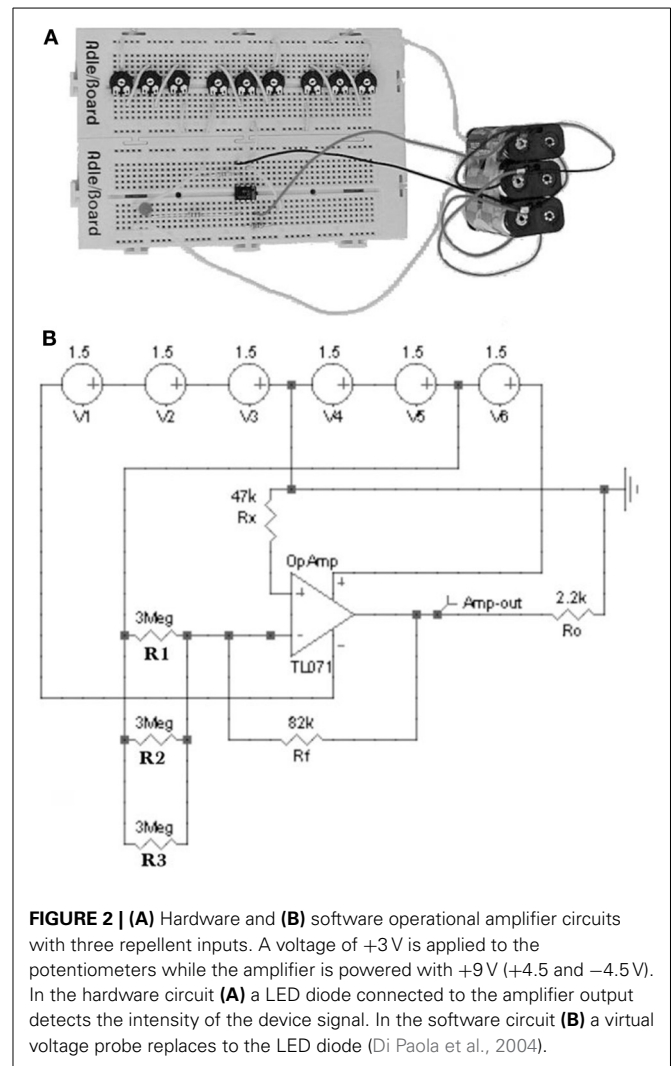 A
Adle/Board
Adle/Board
B
1.5 1.5 1.5 1.5 1.5 1.5
V1 V2 V3 V4 V5 V6
47k
Rx
OpAmp
+
+
Amp-out
2.2k
Ro
3Meg
R1
-
-
TL071
3Meg
R2
82k
Rf
3Meg
R3
FIGURE 2 | (A) Hardware and (B) software operational amplifier circuits
with three repellent inputs. A voltage of +3 V is applied to the
potentiometers while the amplifier is powered with +9 V (+4.5 and −4.5 V).
In the hardware circuit (A) a LED diode connected to the amplifier output
detects the intensity of the device signal. In the software circuit (B) a virtual
voltage probe replaces to the LED diode (Di Paola et al., 2004).